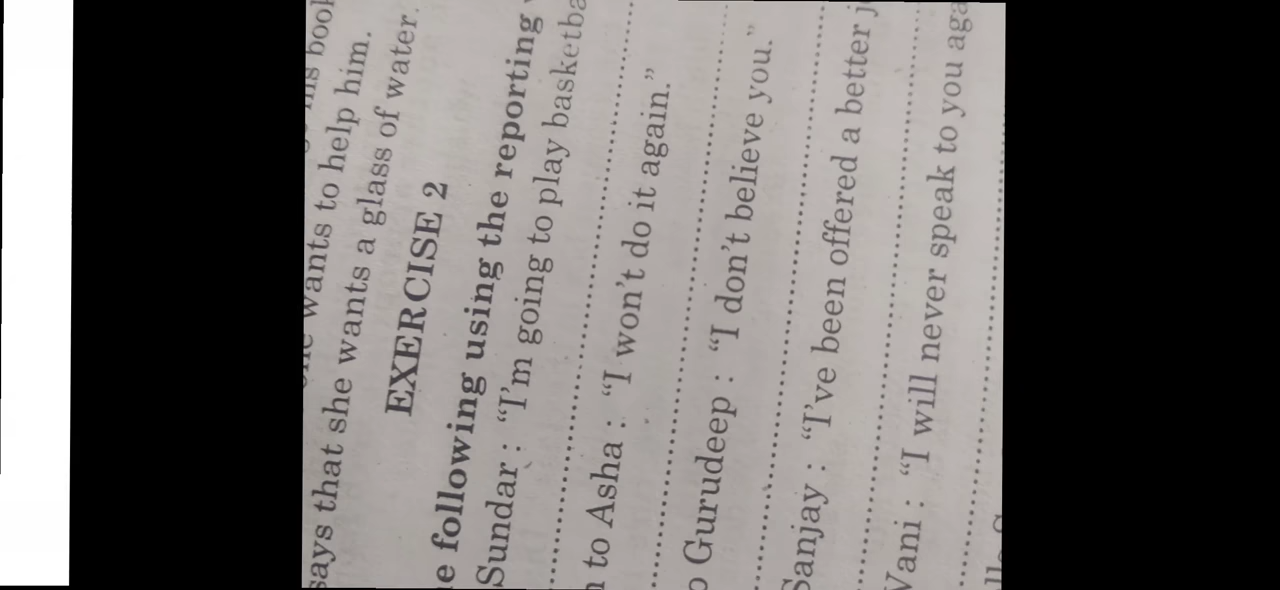 his
wants to help him.
says that she wants a glass of water.
EXERCISE 2
following using the reporting
Sundar : "I'm going to play
to Asha : "I won't do it again."
Gurudeep : "I don't believe you."
Sanjay : "I've been offered a better
Vani : "I will never speak to you